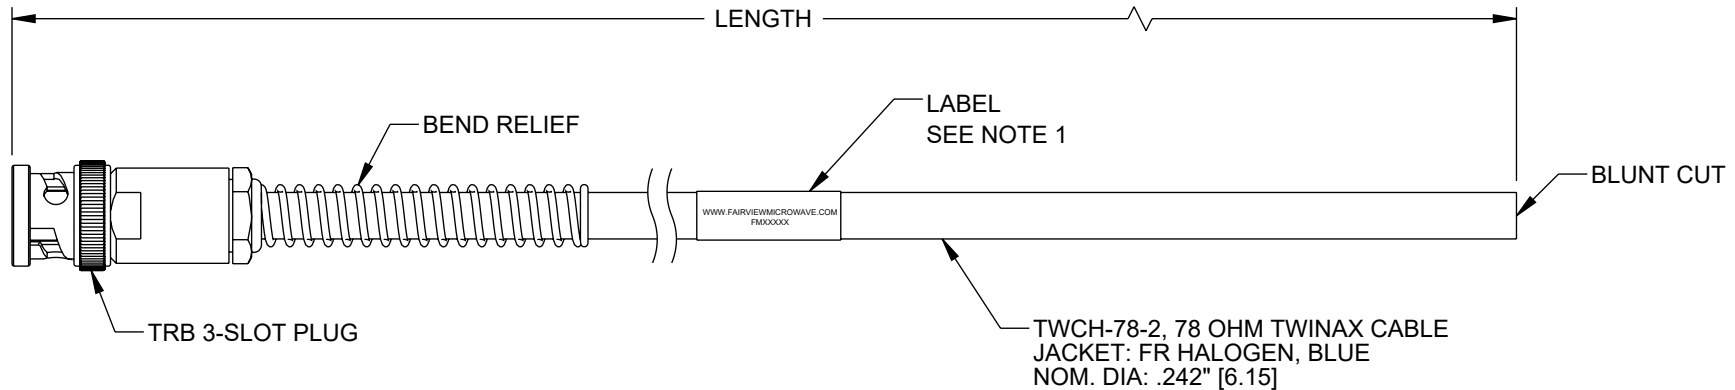 LENGTH
BEND RELIEF
LABEL
SEE NOTE 1
BLUNT CUT
WWW.FAIRVIEWMICROWAVE.COM
FMXXXXX
TRB 3-SLOT PLUG
TWCH-78-2, 78 OHM TWINAX CABLE
JACKET: FR HALOGEN, BLUE
NOM. DIA: .242" [6.15]